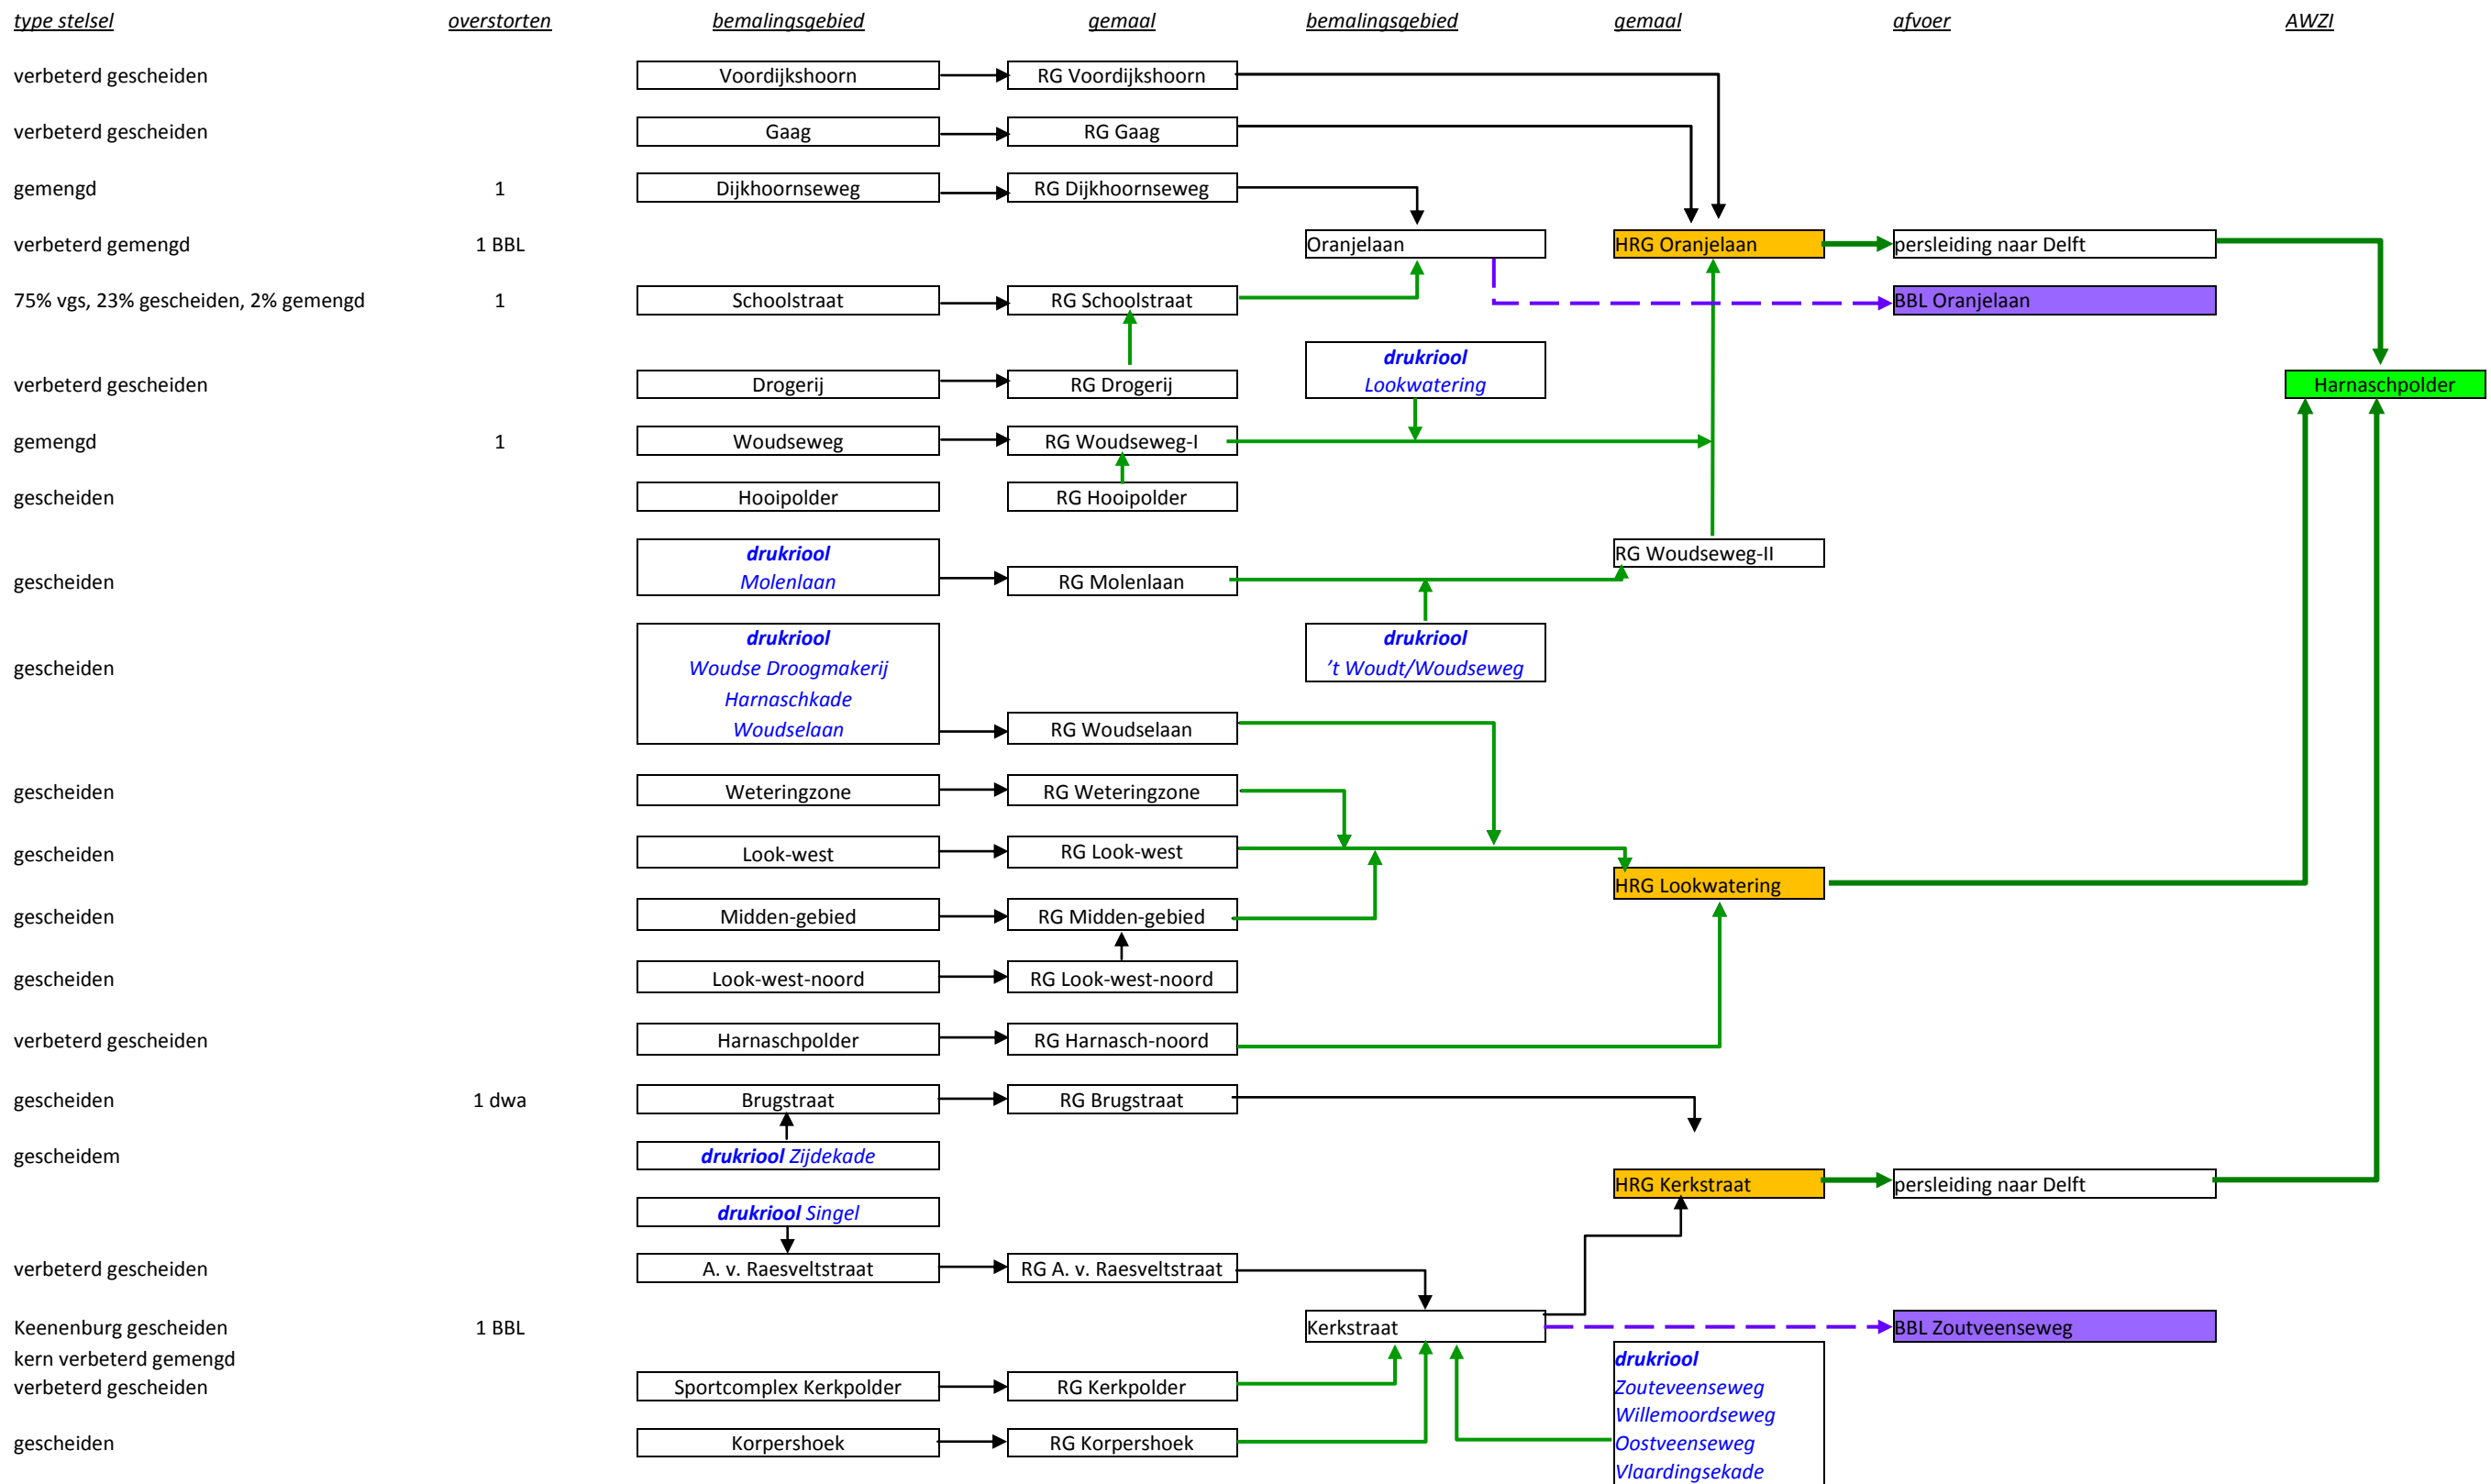 type stelsel overstorten bemalingsgebied gemaal bemalingsgebied gemaal afvoer AWZI
verbeterd gescheiden Voordijkshoorn RG Voordijkshoorn
verbeterd gescheiden Gaag RG Gaag
gemengd 1 Dijkhoornseweg RG Dijkhoornseweg
verbeterd gemengd 1 BBL Oranjelaan HRG Oranjelaan persleiding naar Delft
75% vgs, 23% gescheiden, 2% gemengd 1 Schoolstraat RG Schoolstraat BBL Oranjelaan
drukriool
Lookwatering
verbeterd gescheiden Drogerij RG Drogerij Harnaschpolder
gemengd 1 Woudseweg RG Woudseweg-I
gescheiden Hooipolder RG Hooipolder
drukriool RG Woudseweg-II
gescheiden Molenlaan RG Molenlaan
drukriool drukriool
gescheiden Woudse Droogmakerij 't Woudt/Woudseweg
Harnaschkade
Woudselaan RG Woudselaan
gescheiden Weteringzone RG Weteringzone
gescheiden Look-west RG Look-west
HRG Lookwatering
gescheiden Midden-gebied RG Midden-gebied
gescheiden Look-west-noord RG Look-west-noord
verbeterd gescheiden Harnaschpolder RG Harnasch-noord
gescheiden 1 dwa Brugstraat RG Brugstraat
gescheidem drukriool Zijdekade
HRG Kerkstraat persleiding naar Delft
drukriool Singel
verbeterd gescheiden A. v. Raesveltstraat RG A. v. Raesveltstraat
Keenenburg gescheiden 1 BBL Kerkstraat BBL Zoutveenseweg
kern verbeterd gemengd drukriool
verbeterd gescheiden Sportcomplex Kerkpolder RG Kerkpolder Zouteveenseweg
Willemoordseweg
gescheiden Korpershoek RG Korpershoek Oostveenseweg
Vlaardingsekade